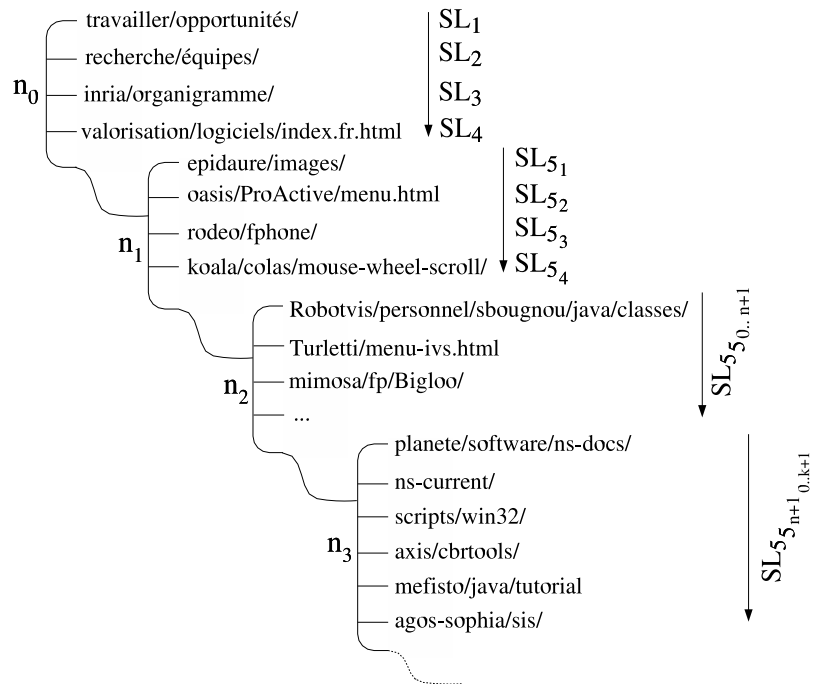 travailler/opportunités/ SL1
recherche/équipes/ SL2
n0
inria/organigramme/ SL3
valorisation/logiciels/index.fr.html SL4
epidaure/images/ SL51
oasis/ProActive/menu.html SL52
n1
rodeo/fphone/ SL53
koala/colas/mouse-wheel-scroll/ SL54
Robotvis/personnel/sbougnou/java/classes/
Turletti/menu-ivs.html
n2
mimosa/fp/Bigloo/
...
SL550..n+1
planete/software/ns-docs/
ns-current/
scripts/win32/
n3
axis/cbrtools/
mefisto/java/tutorial
agos-sophia/sis/
SL55n+10..k+1